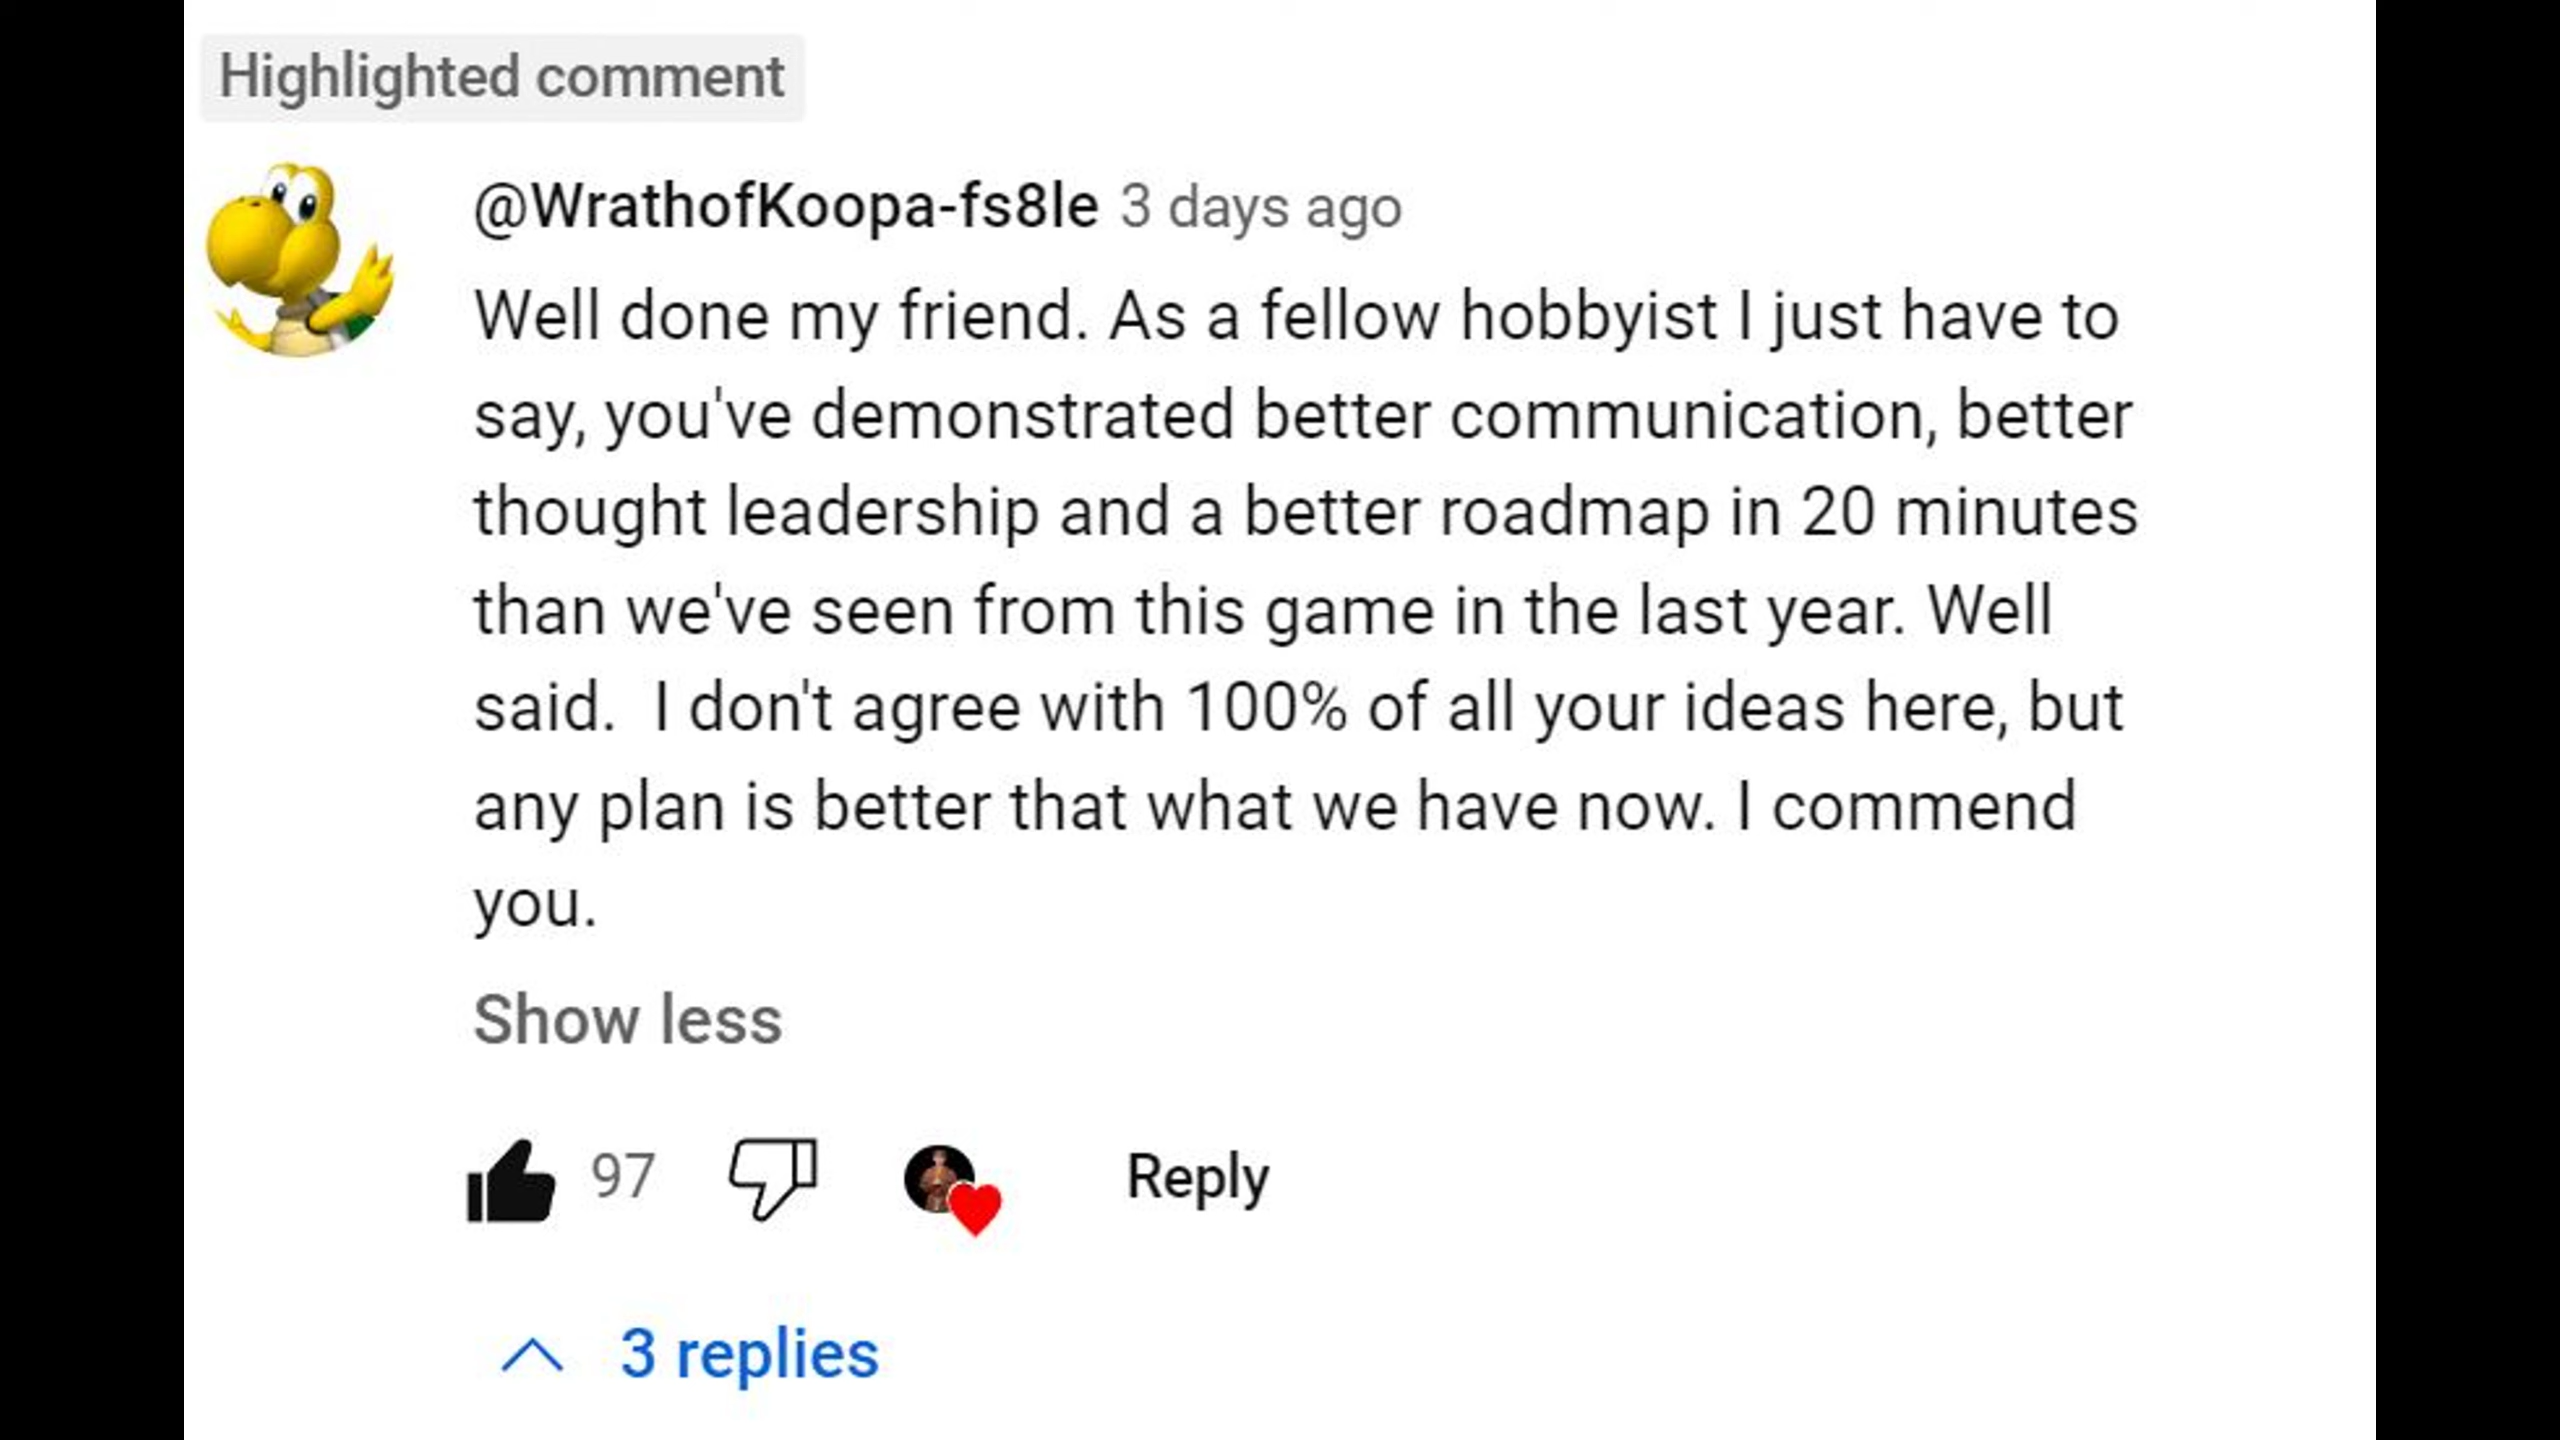 Highlighted comment
@WrathofKoopa-fs8le 3 days ago
Well done my friend. As a fellow hobbyist I just have to
say, you've demonstrated better communication, better
thought leadership and a better roadmap in 20 minutes
than we've seen from this game in the last year. Well
said.  I don't agree with 100% of all your ideas here, but
any plan is better that what we have now. I commend
you.
Show less
97 Reply
3 replies